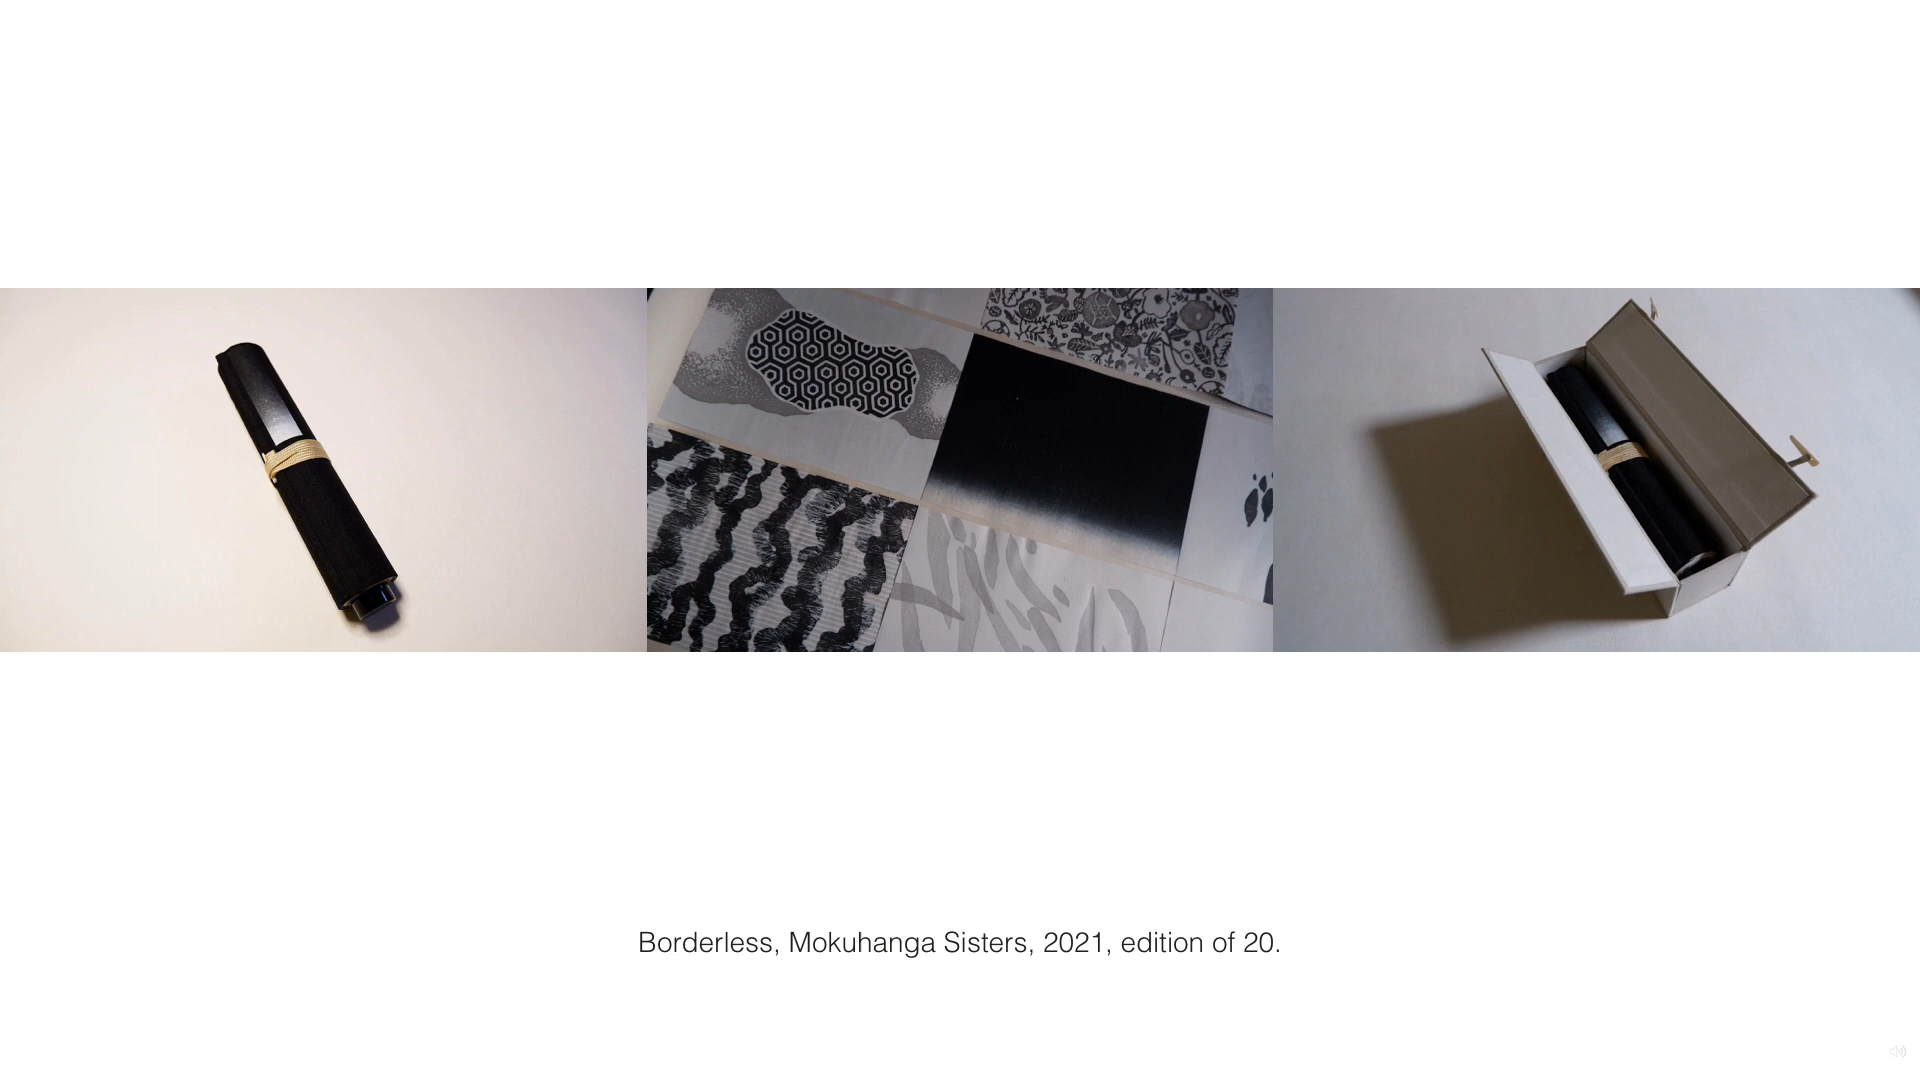 Borderless, Mokuhanga Sisters, 2021, edition of 20.